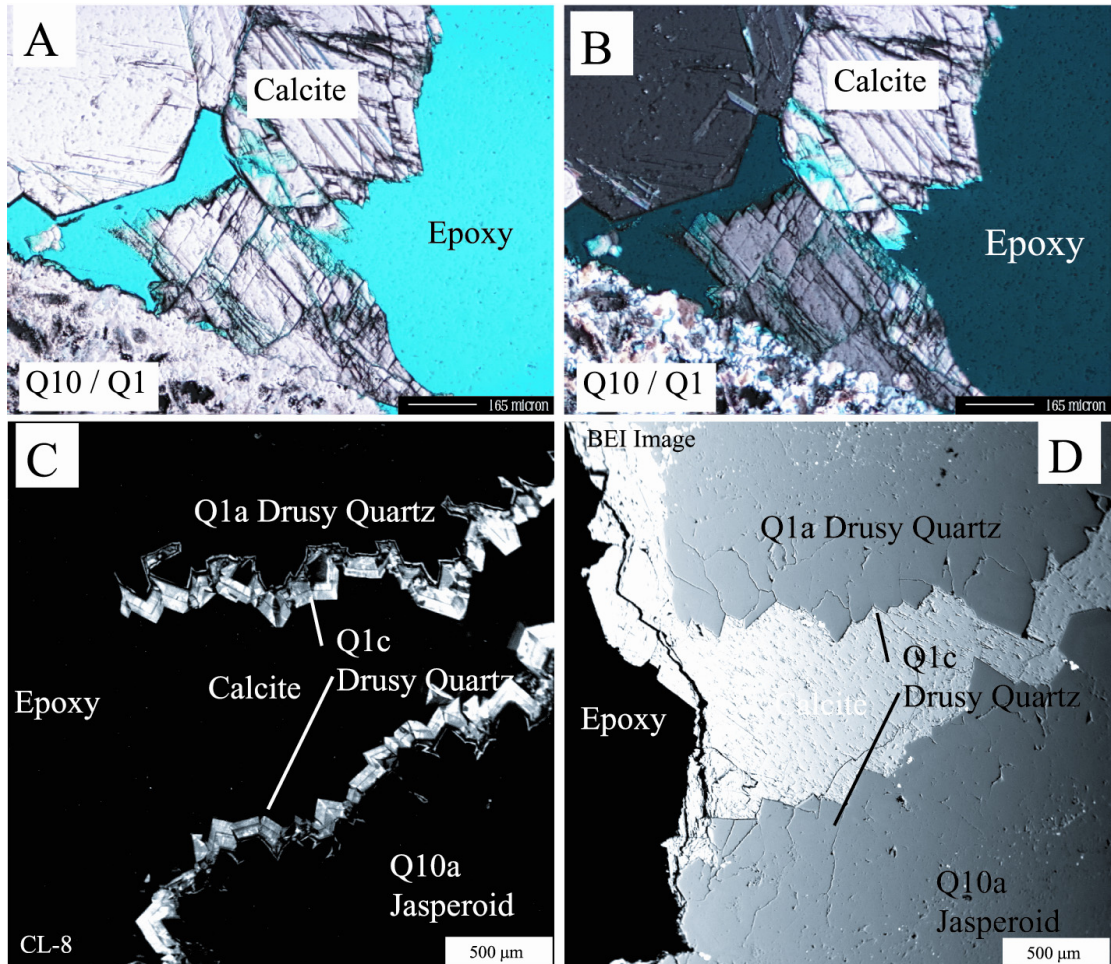 A
Calcite
Epoxy
Q10 / Q1
165 micron
B
Calcite
Epoxy
Q10 / Q1
165 micron
C
Q1a Drusy Quartz
Q1c
Drusy Quartz
Calcite
Epoxy
Q10a
Jasperoid
CL-8
500 µm
BEI Image
D
Q1a Drusy Quartz
Q1c
Drusy Quartz
Calcite
Epoxy
Q10a
Jasperoid
500 µm